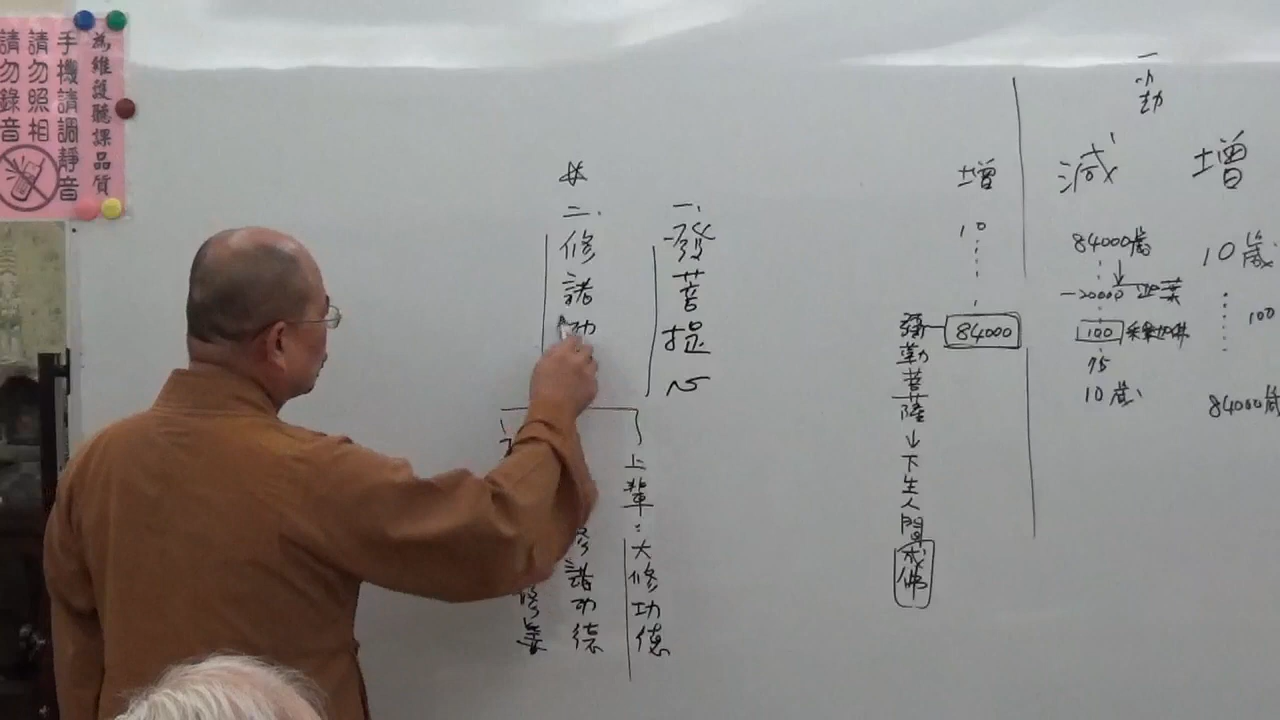 為維護聽課品質
手機請調靜音
請勿照相
請勿錄音
一小劫
增
10歲
100
84000歲
減
84000歲
20000
100
75
10歲
增
10
84000
彌勒菩薩→下生人間成佛
一、發菩提心
二、修諸功
上輩：大修功德
修諸功德
修善